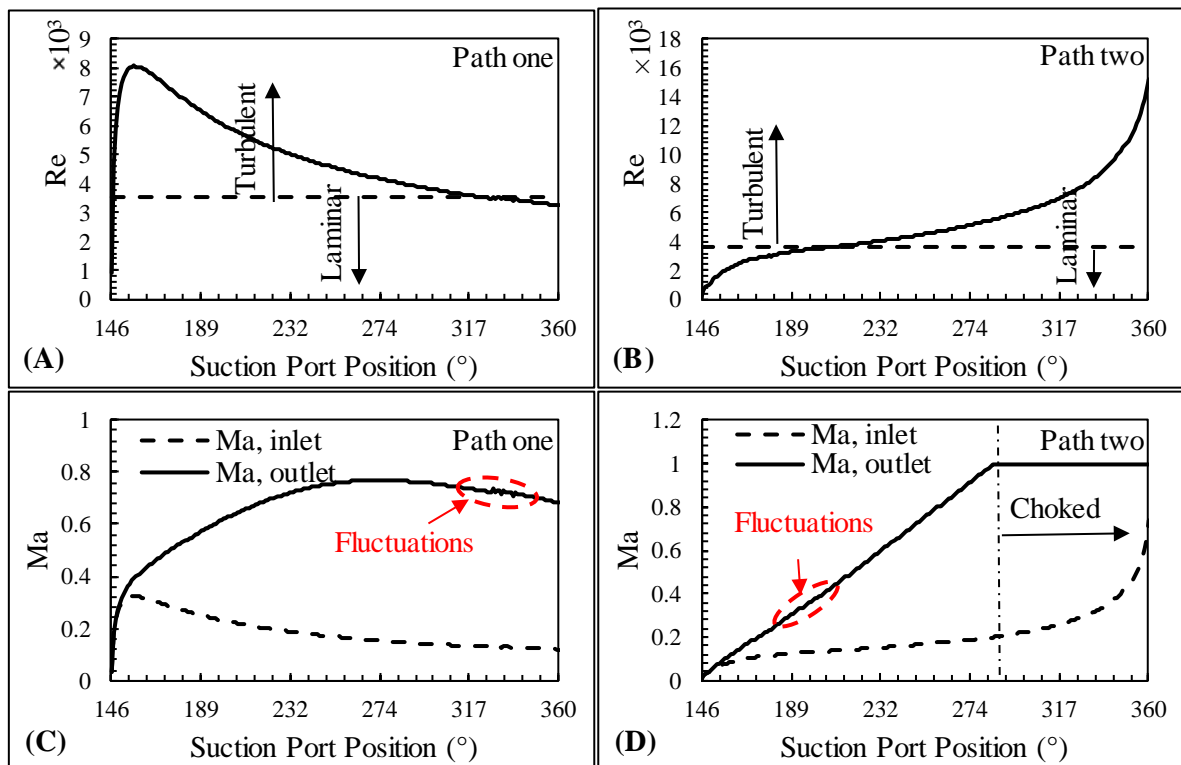 ×10³
9
8
7
6
5
4
3
2
1
0
Re
Path one
Turbulent
Laminar
146 189 232 274 317 360
Suction Port Position (°)
(A)
×10³
18
16
14
12
10
8
6
4
2
0
Re
Path two
Turbulent
Laminar
146 189 232 274 317 360
Suction Port Position (°)
(B)
1
0.8
0.6
0.4
0.2
0
Ma
Ma, inlet
Ma, outlet
Path one
Fluctuations
146 189 232 274 317 360
Suction Port Position (°)
(C)
1.2
1
0.8
0.6
0.4
0.2
0
Ma
Ma, inlet
Ma, outlet
Path two
Fluctuations
Choked
146 189 232 274 317 360
Suction Port Position (°)
(D)